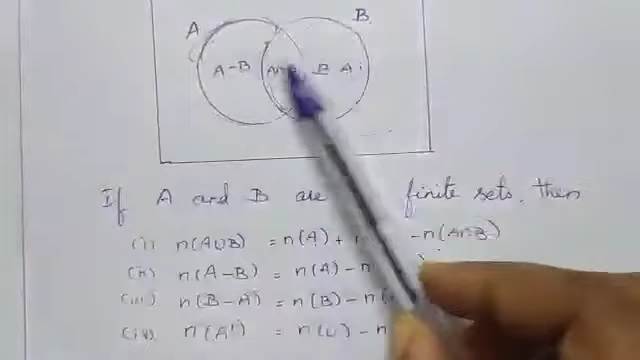 A
B
A-B
B A
If A and B are finite sets, then
(i) n(A∪B) = n(A) + -n(A∩B)
(ii) n(A-B) = n(A) - n
(iii) n(B-A) = n(B) - n(
(iv) n(A') = n(U) - n